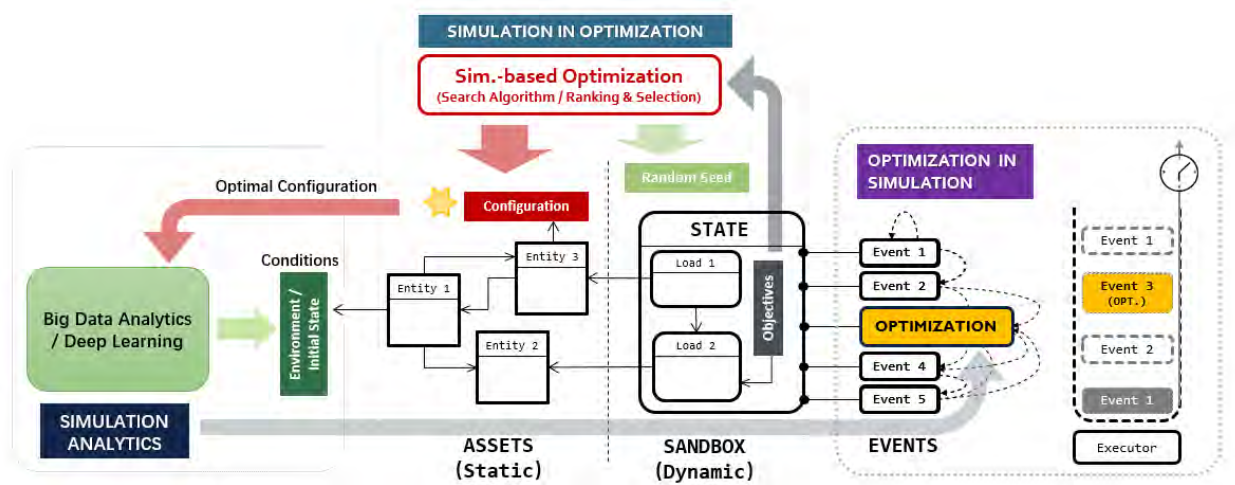 SIMULATION IN OPTIMIZATION
Sim.-based Optimization
(Search Algorithm / Ranking & Selection)
Optimal Configuration
Configuration
Random Seed
OPTIMIZATION IN
SIMULATION
Big Data Analytics
/ Deep Learning
Conditions
Environment /
Initial State
Entity 1
Entity 3
Entity 2
STATE
Load 1
Load 2
Objectives
Event 1
Event 2
OPTIMIZATION
Event 4
Event 5
Event 1
Event 3
(OPT.)
Event 2
Event 1
Executor
SIMULATION
ANALYTICS
ASSETS
(Static)
SANDBOX
(Dynamic)
EVENTS